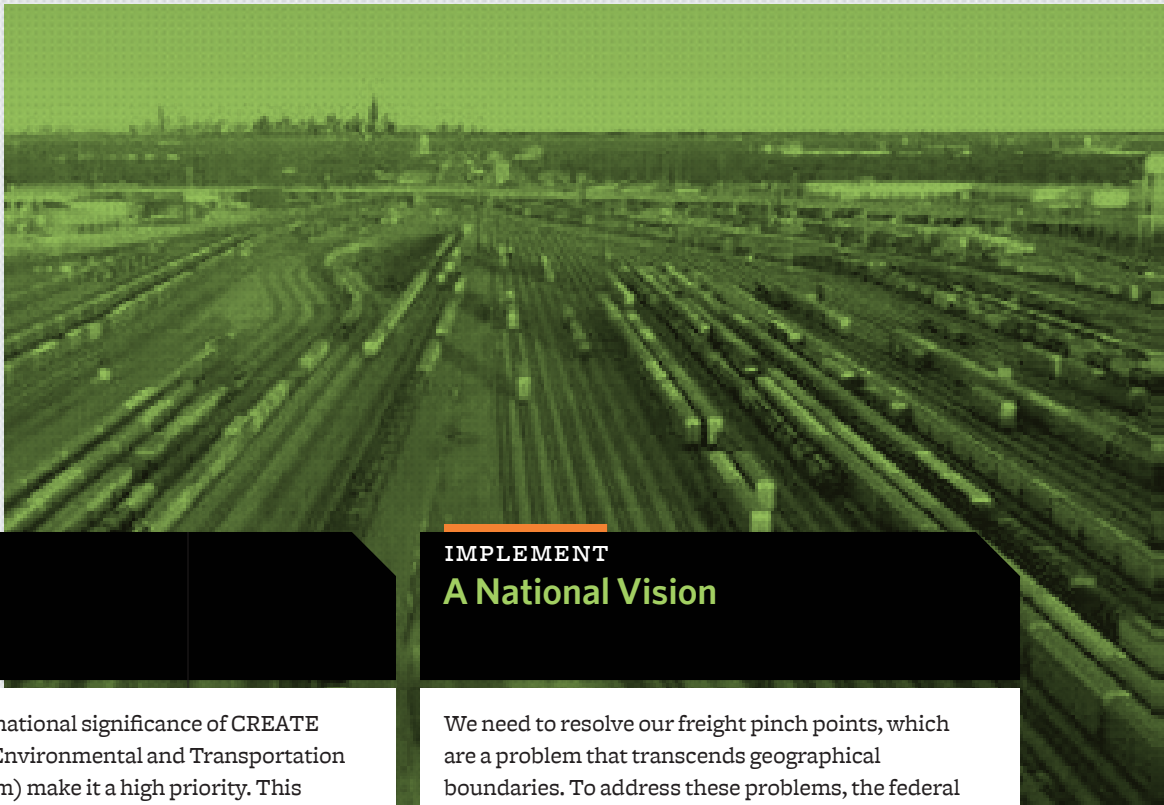 national significance of CREATE
Environmental and Transportation
make it a high priority. This
IMPLEMENT
A National Vision
We need to resolve our freight pinch points, which
are a problem that transcends geographical
boundaries. To address these problems, the federal